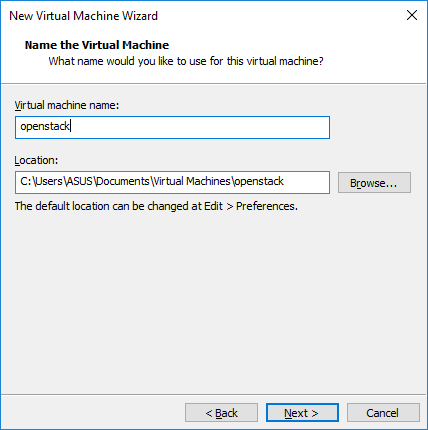 New Virtual Machine Wizard
Name the Virtual Machine
What name would you like to use for this virtual machine?
Virtual machine name:
openstack
Location:
C:\Users\ASUS\Documents\Virtual Machines\openstack
Browse...
The default location can be changed at Edit > Preferences.
< Back
Next >
Cancel